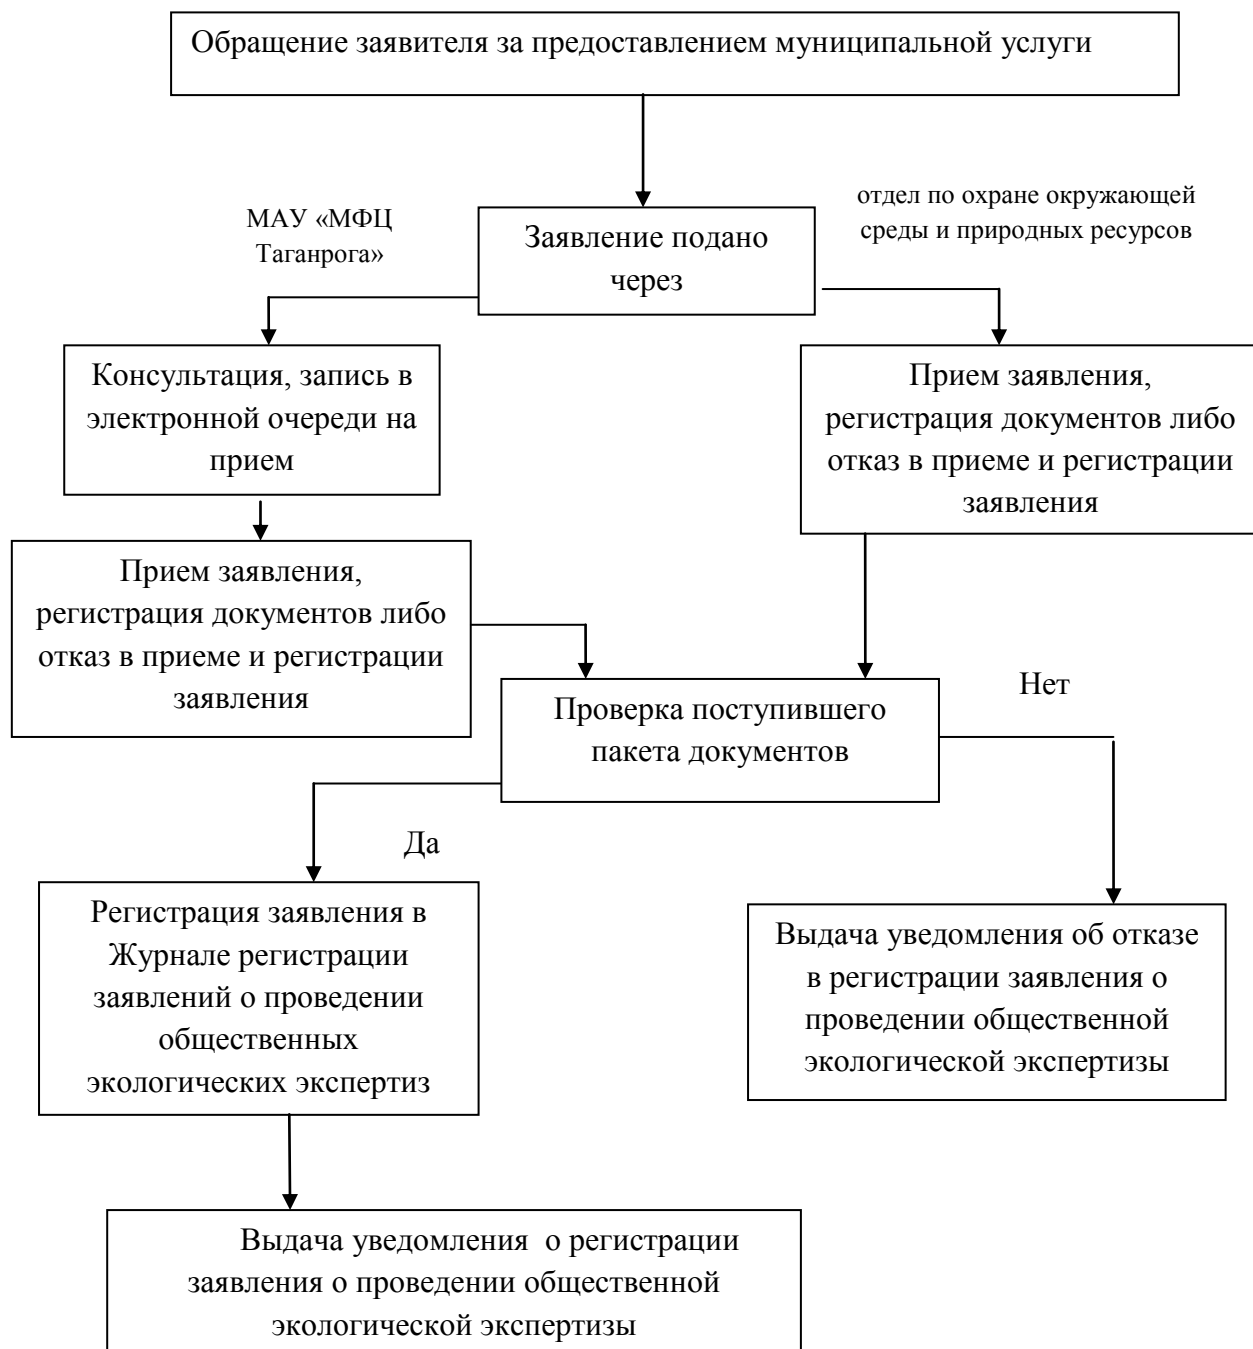 Обращение заявителя за предоставлением муниципальной услуги
МАУ «МФЦ
Таганрога»
Заявление подано
через
отдел по охране окружающей
среды и природных ресурсов
Консультация, запись в
электронной очереди на
прием
Прием заявления,
регистрация документов либо
отказ в приеме и регистрации
заявления
Прием заявления,
регистрация документов либо
отказ в приеме и регистрации
заявления
Проверка поступившего
пакета документов
Нет
Да
Регистрация заявления в
Журнале регистрации
заявлений о проведении
общественных
экологических экспертиз
Выдача уведомления об отказе
в регистрации заявления о
проведении общественной
экологической экспертизы
Выдача уведомления о регистрации
заявления о проведении общественной
экологической экспертизы